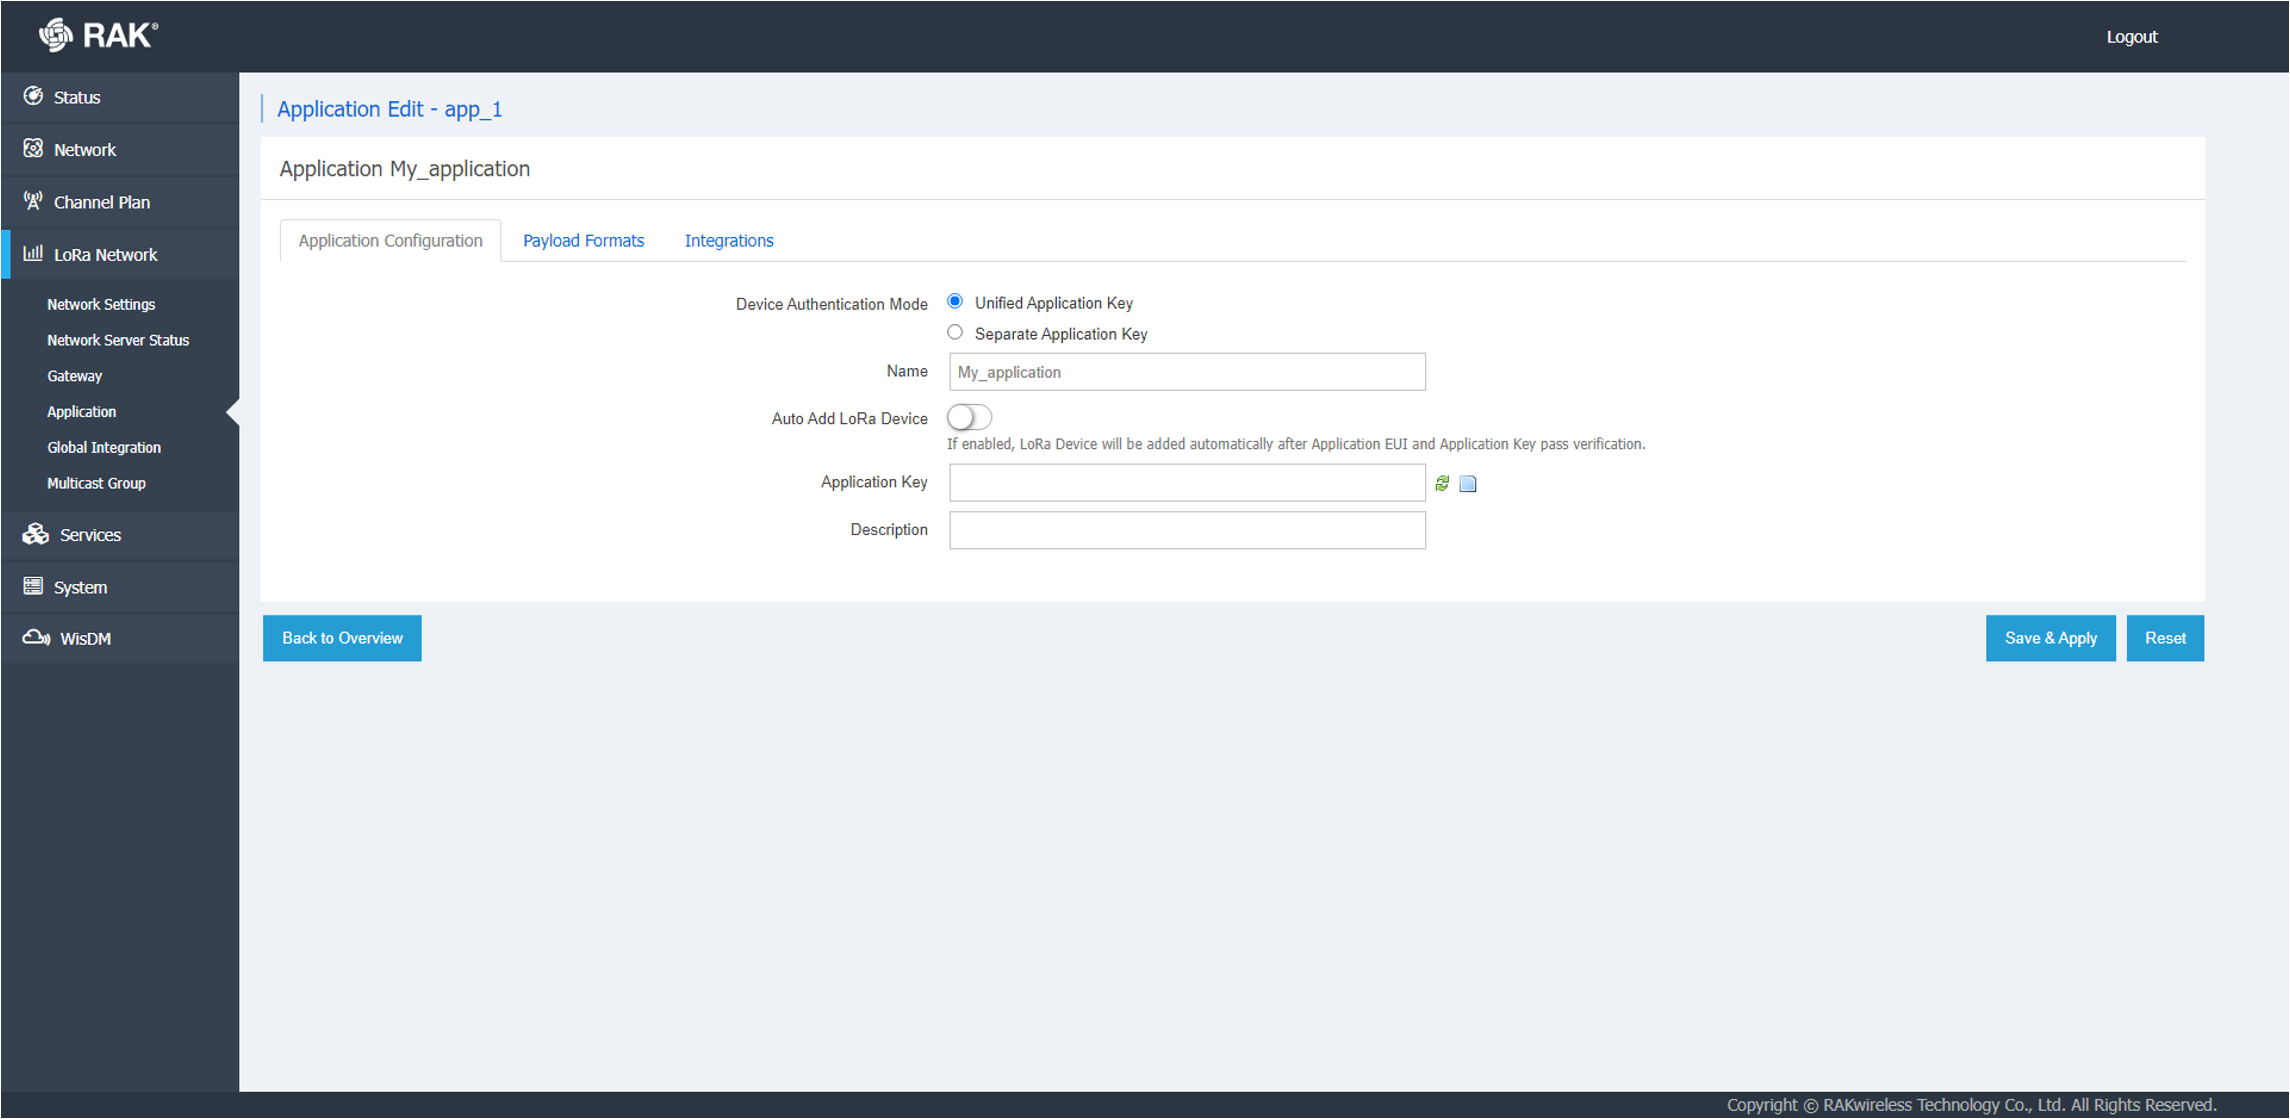 RAK®
Logout
Status
Network
Channel Plan
LoRa Network
Network Settings
Network Server Status
Gateway
Application
Global Integration
Multicast Group
Services
System
WisDM
Application Edit - app_1
Application My_application
Application Configuration
Payload Formats
Integrations
Device Authentication Mode
Unified Application Key
Separate Application Key
Name
My_application
Auto Add LoRa Device
If enabled, LoRa Device will be added automatically after Application EUI and Application Key pass verification.
Application Key
Description
Back to Overview
Save & Apply
Reset
Copyright © RAKwireless Technology Co., Ltd. All Rights Reserved.